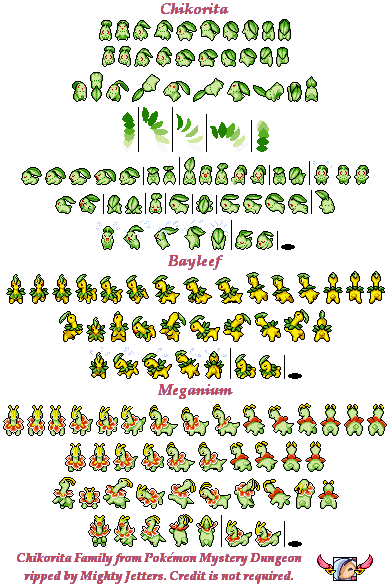 Chikorita
Bayleef
Meganium
Chikorita Family from Pokémon Mystery Dungeon
ripped by Mighty Jetters. Credit is not required.